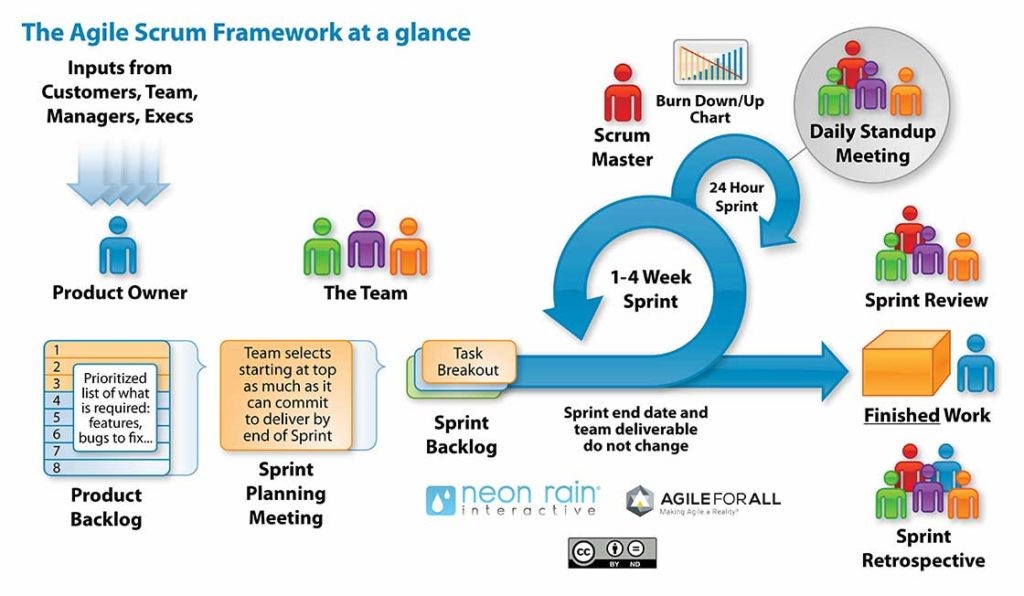 The Agile Scrum Framework at a glance
Inputs from
Customers, Team,
Managers, Execs
Product Owner
The Team
Scrum
Master
Burn Down/Up
Chart
Daily Standup
Meeting
24 Hour
Sprint
1-4 Week
Sprint
Sprint Review
1
2
3
4
5
6
7
8
Prioritized
list of what
is required:
features,
bugs to fix...
Product
Backlog
Team selects
starting at top
as much as it
can commit
to deliver by
end of Sprint
Sprint
Planning
Meeting
Task
Breakout
Sprint
Backlog
Sprint end date and
team deliverable
do not change
Finished Work
Sprint
Retrospective
neon rain®
interactive
AGILE FOR ALL
Making Agile a Reality®
cc
BY ND